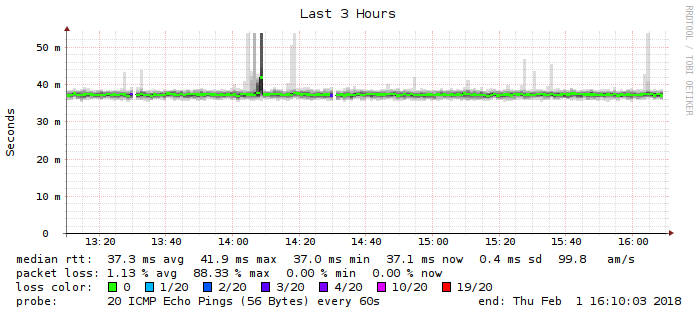 Last 3 Hours
RRDTOOL / TOBI OETIKER
Seconds
50 m
40 m
30 m
20 m
10 m
0
13:20 13:40 14:00 14:20 14:40 15:00 15:20 15:40 16:00
median rtt: 37.3 ms avg 41.9 ms max 37.0 ms min 37.1 ms now 0.4 ms sd 99.8 am/s
packet loss: 1.13 % avg 88.33 % max 0.00 % min 0.00 % now
loss color: 0 1/20 2/20 3/20 4/20 10/20 19/20
probe: 20 ICMP Echo Pings (56 Bytes) every 60s end: Thu Feb 1 16:10:03 2018